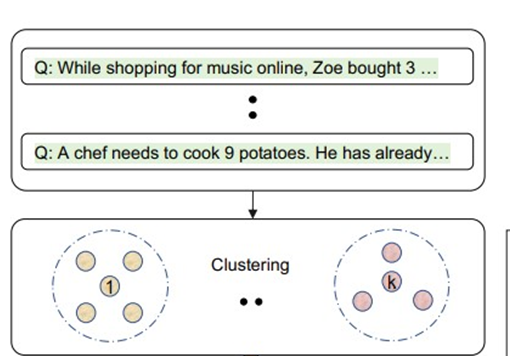 Q: While shopping for music online, Zoe bought 3 …
Q: A chef needs to cook 9 potatoes. He has already…
Clustering
1
k